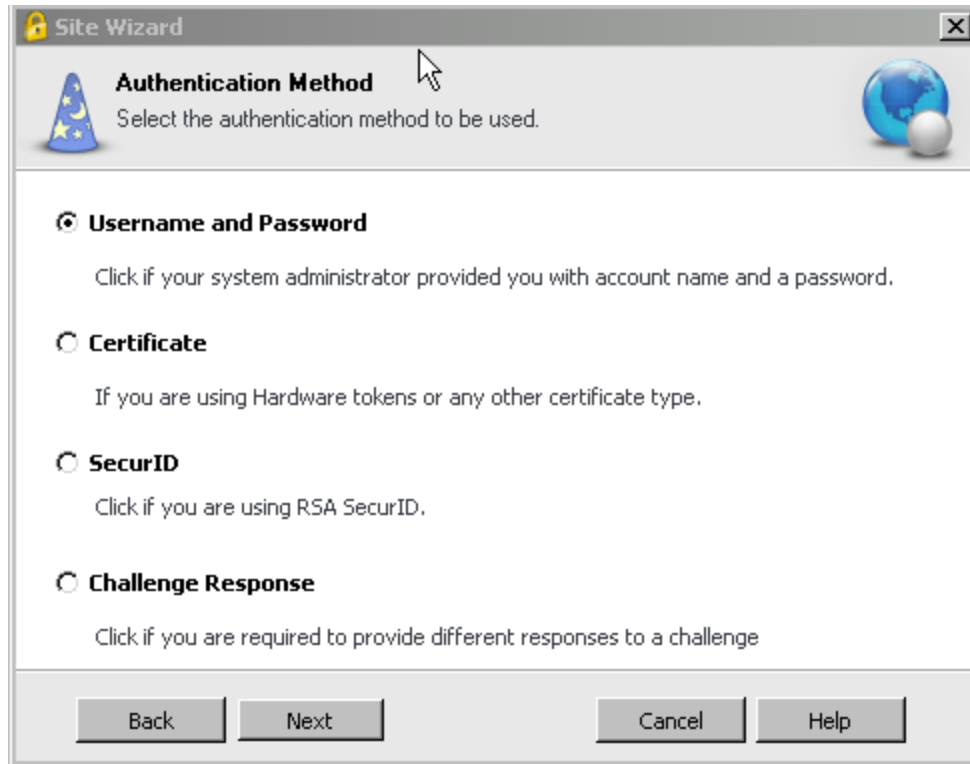 Site Wizard
Authentication Method
Select the authentication method to be used.
Username and Password
Click if your system administrator provided you with account name and a password.
Certificate
If you are using Hardware tokens or any other certificate type.
SecurID
Click if you are using RSA SecurID.
Challenge Response
Click if you are required to provide different responses to a challenge
Back Next Cancel Help